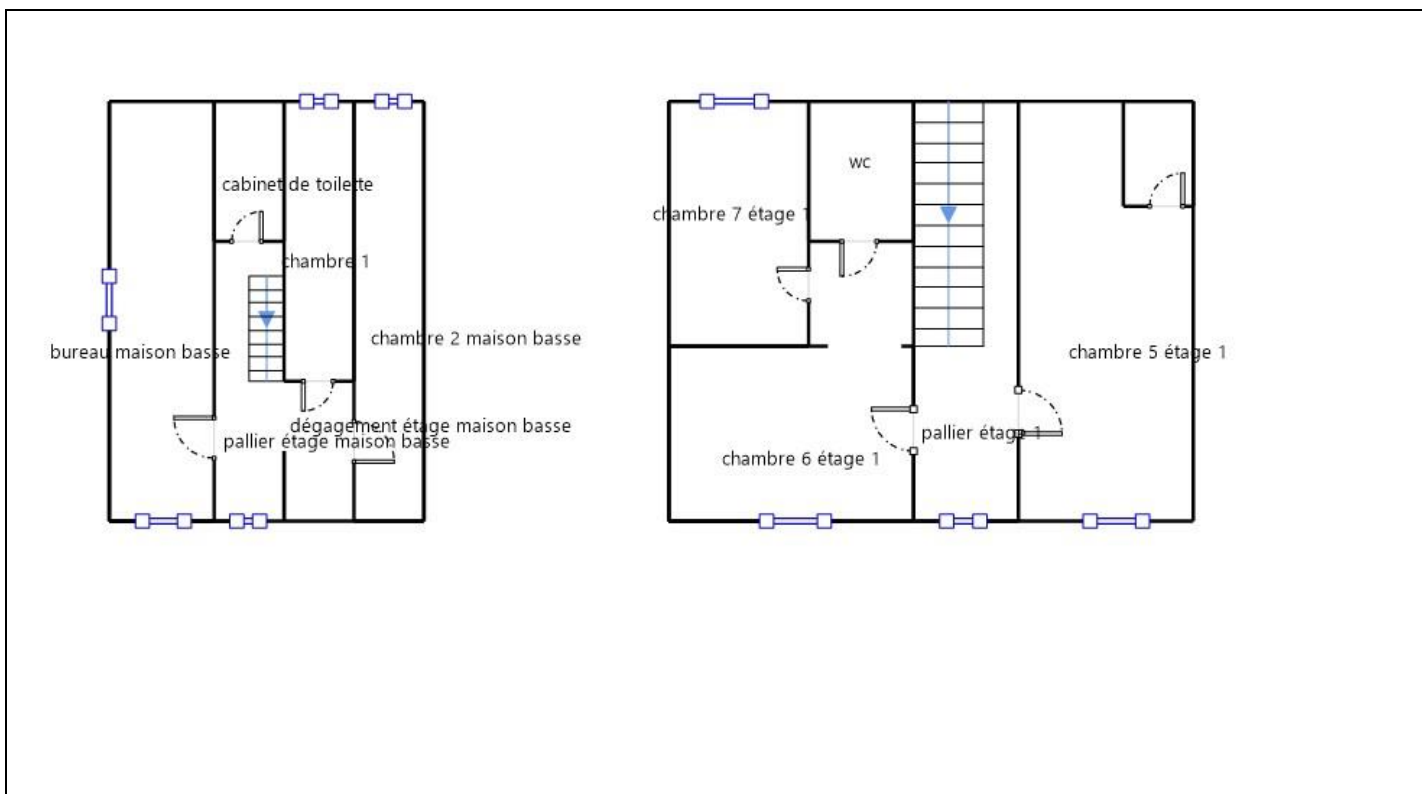 cabinet de toilette
chambre 1
bureau maison basse
chambre 2 maison basse
dégagement étage maison basse
pallier étage maison basse
wc
chambre 7 étage 1
chambre 5 étage 1
pallier étage 1
chambre 6 étage 1